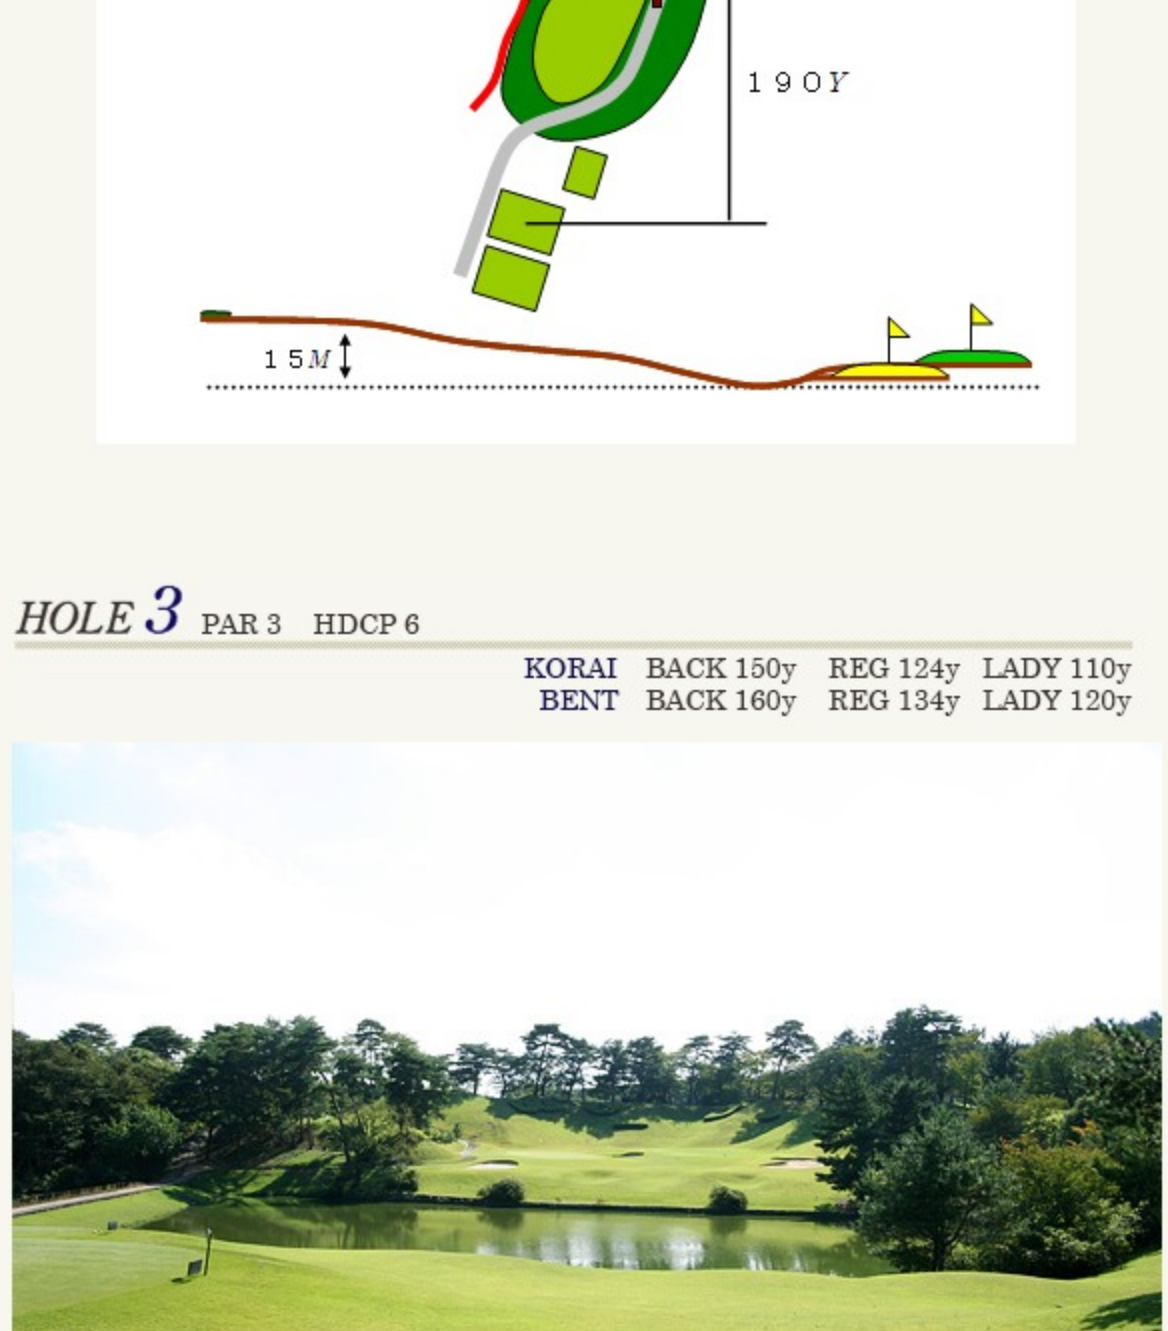 １９０Y
１５M
HOLE 3 PAR 3 HDCP 6
KORAI BACK 150y REG 124y LADY 110y
BENT BACK 160y REG 134y LADY 120y